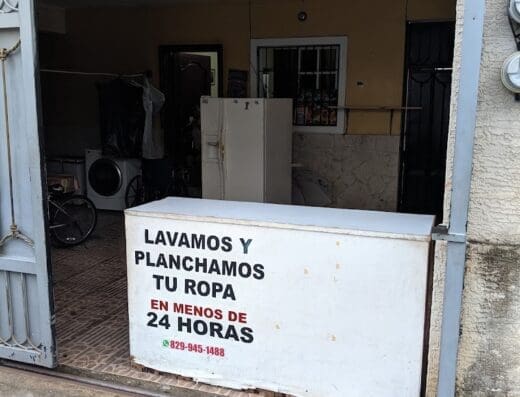 LAVAMOS Y
PLANCHAMOS
TU ROPA
EN MENOS DE
24 HORAS
829-945-1488